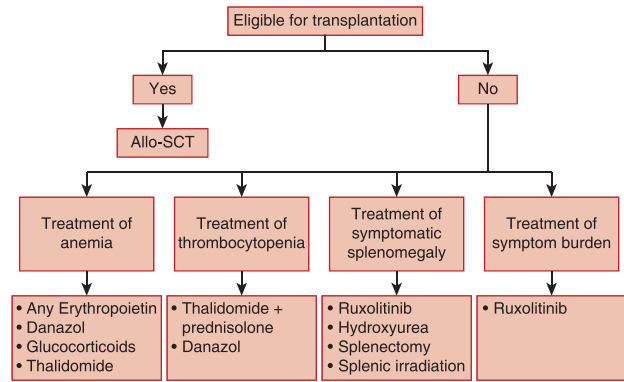 Eligible for transplantation
Yes
No
Allo-SCT
Treatment of
anemia
Treatment of
thrombocytopenia
Treatment of
symptomatic
splenomegaly
Treatment of
symptom burden
• Any Erythropoietin
• Danazol
• Glucocorticoids
• Thalidomide
• Thalidomide +
prednisolone
• Danazol
• Ruxolitinib
• Hydroxyurea
• Splenectomy
• Splenic irradiation
• Ruxolitinib